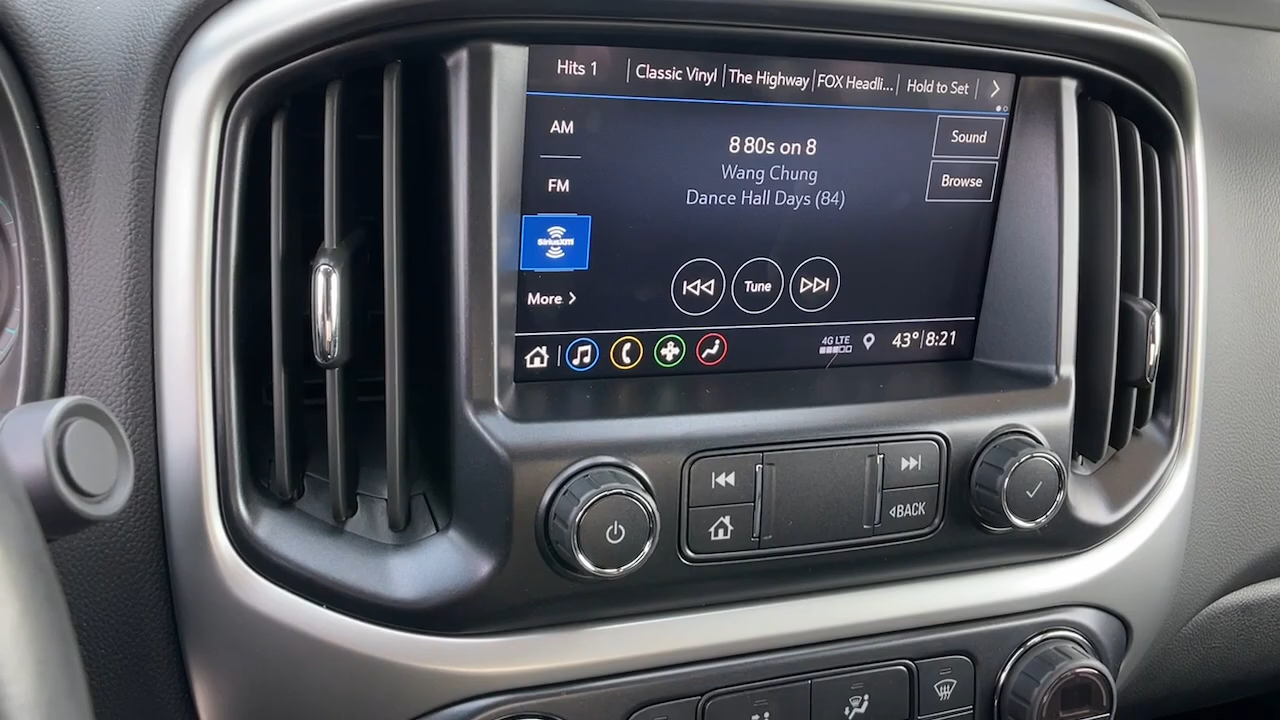 Hits 1 Classic Vinyl The Highway FOX Headli... Hold to Set
AM
8 80s on 8
Sound
Wang Chung
Browse
FM
Dance Hall Days (84)
SiriusXM
Tune
More
4G LTE
43° 8:21
BACK